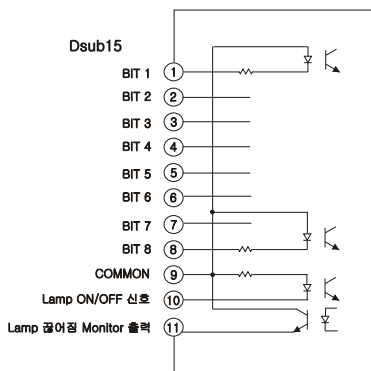 Dsub15
BIT 1 1
BIT 2 2
BIT 3 3
BIT 4 4
BIT 5 5
BIT 6 6
BIT 7 7
BIT 8 8
COMMON 9
Lamp ON/OFF 신호 10
Lamp 끊어짐 Monitor 출력 11